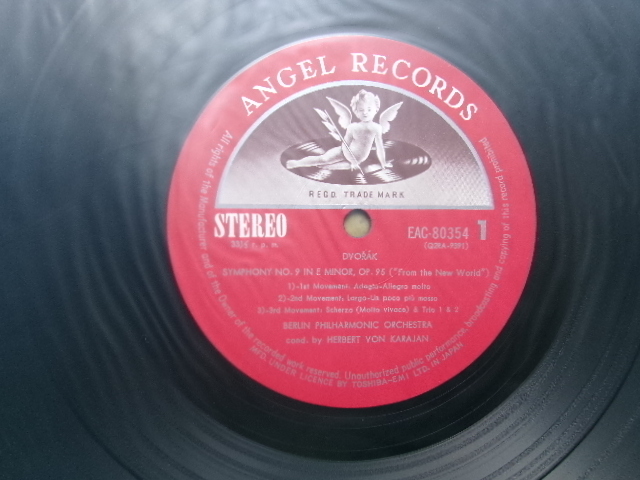 ANGEL RECORDS
REGD. TRADE MARK
STEREO
33⅓ r. p. m.
EAC-80354 1
DVOŘÁK
SYMPHONY NO. 9 IN E MINOR, OP. 95 ("From the New World")
1)-1st Movement: Adagio-Allegro molto
2)-2nd Movement: Largo-Un poco più mosso
3)-3rd Movement: Scherzo (Molto vivace) & Trio 1 & 2
BERLIN PHILHARMONIC ORCHESTRA
cond. by HERBERT VON KARAJAN
All rights of the Manufacturer and of the Owner of the recorded work reserved. Unauthorized public performance, broadcasting and copying of this record prohibited
MFD. UNDER LICENCE BY TOSHIBA-EMI LTD. IN JAPAN